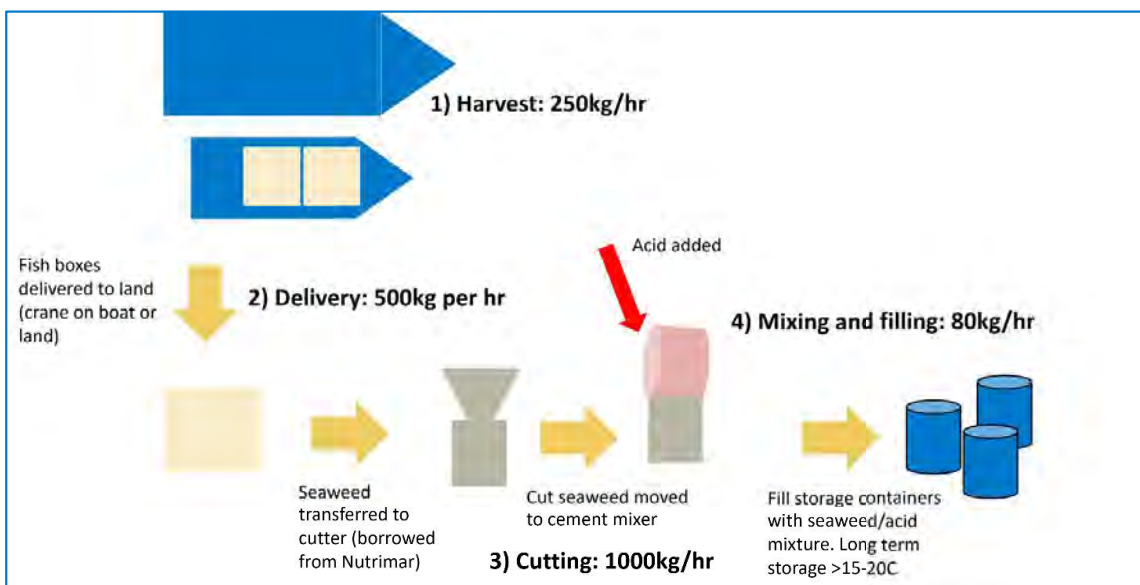 1) Harvest: 250kg/hr
Acid added
Fish boxes
delivered to land
(crane on boat or
land)
2) Delivery: 500kg per hr
4) Mixing and filling: 80kg/hr
Seaweed
transferred to
cutter (borrowed
from Nutrimar)
Cut seaweed moved
to cement mixer
3) Cutting: 1000kg/hr
Fill storage containers
with seaweed/acid
mixture. Long term
storage >15-20C